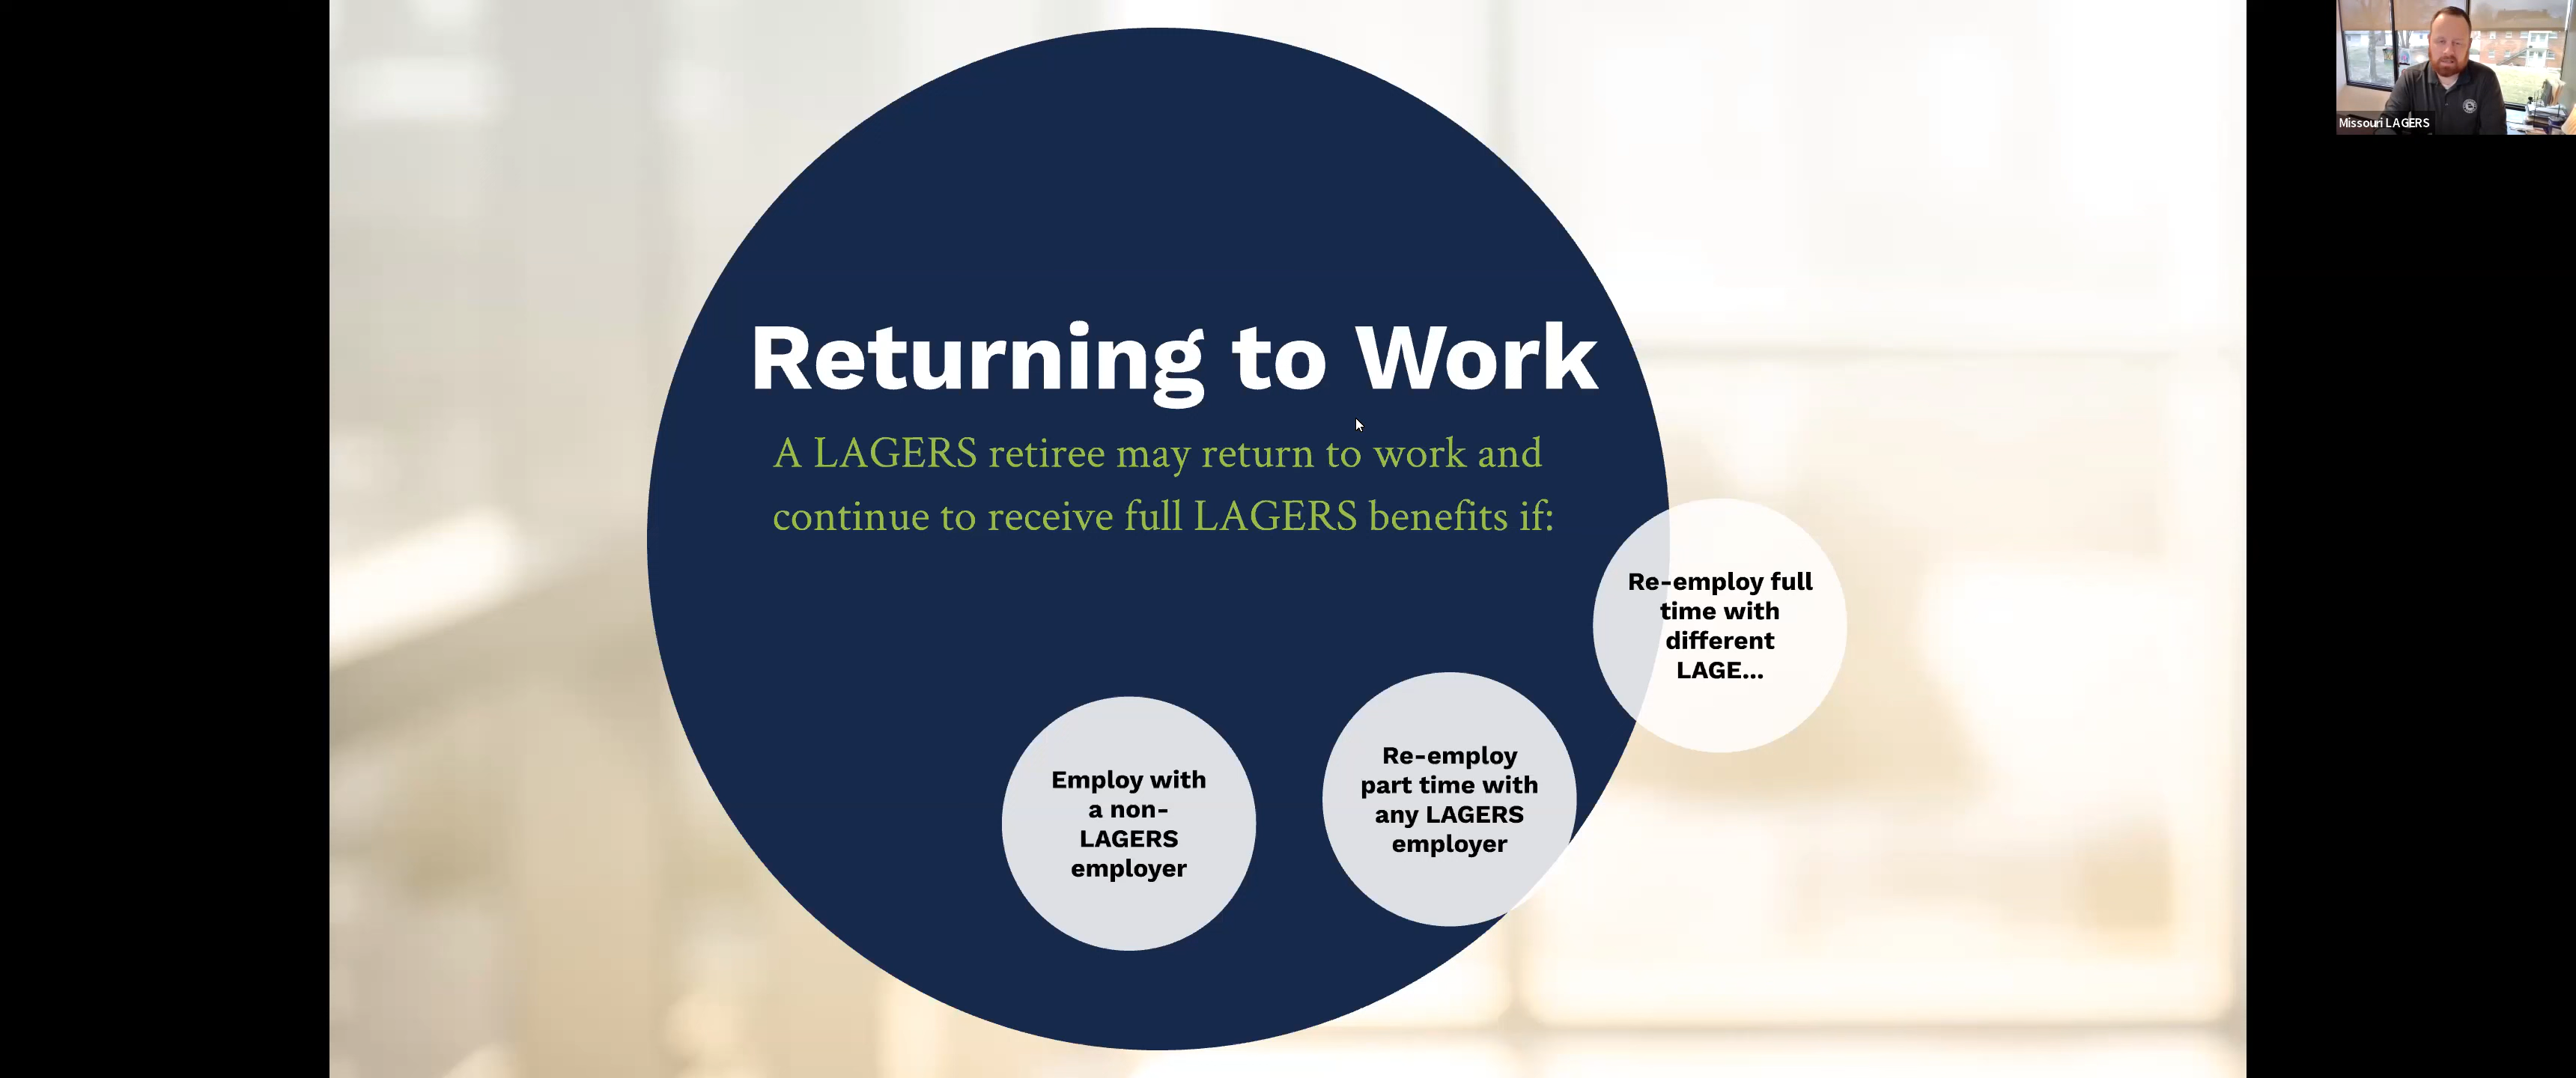 Returning to Work
A LAGERS retiree may return to work and
continue to receive full LAGERS benefits if:
Employ with
a non-
LAGERS
employer
Re-employ
part time with
any LAGERS
employer
Re-employ full
time with
different
LAGE...
Missouri LAGERS